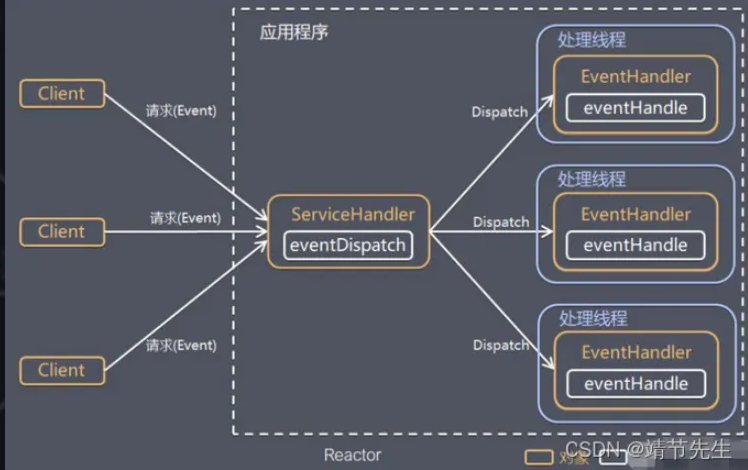 应用程序
处理线程
EventHandler
eventHandle
Client
请求(Event)
Dispatch
处理线程
EventHandler
eventHandle
Client
请求(Event)
ServiceHandler
eventDispatch
Dispatch
处理线程
EventHandler
eventHandle
Client
请求(Event)
Dispatch
Reactor
对象
CSDN @靖节先生